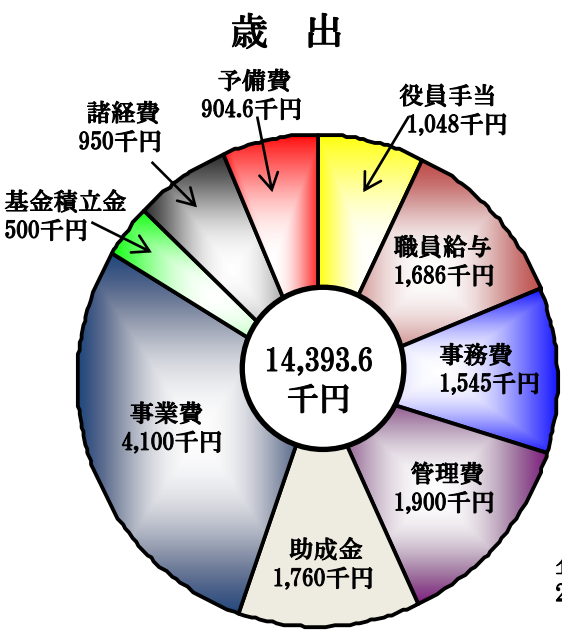 歳　出
予備費
904.6千円
役員手当
1,048千円
諸経費
950千円
基金積立金
500千円
職員給与
1,686千円
事務費
1,545千円
14,393.6
千円
事業費
4,100千円
管理費
1,900千円
助成金
1,760千円